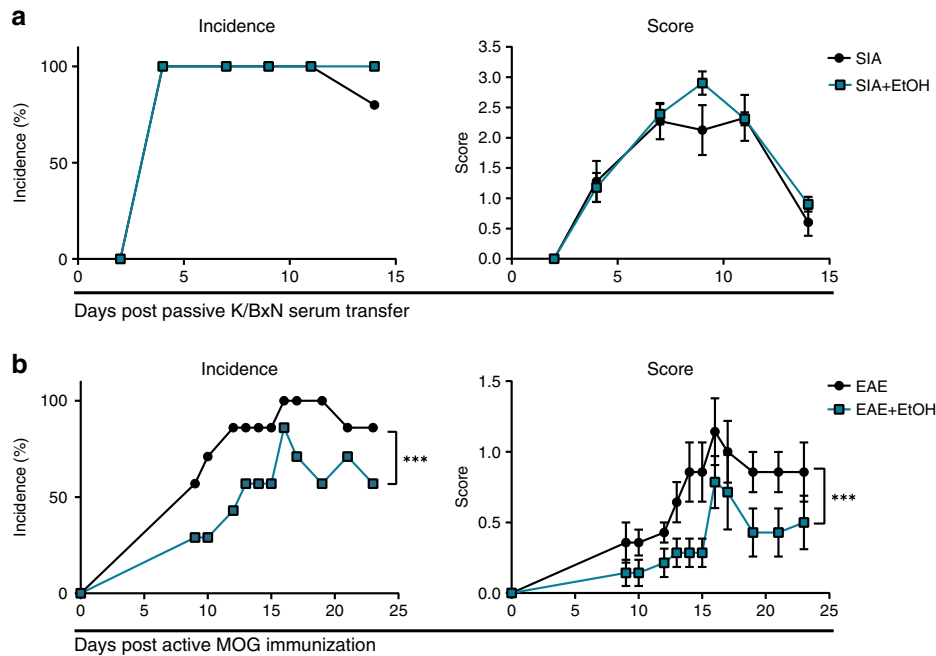 a
Incidence
Score
Incidence (%)
100
50
0
0 5 10 15
Score
3.5
3.0
2.5
2.0
1.5
1.0
0.5
0.0
0 5 10 15
SIA
SIA+EtOH
Days post passive K/BxN serum transfer
b
Incidence
Score
Incidence (%)
100
50
0
0 5 10 15 20 25
***
Score
1.5
1.0
0.5
0.0
0 5 10 15 20 25
***
EAE
EAE+EtOH
Days post active MOG immunization